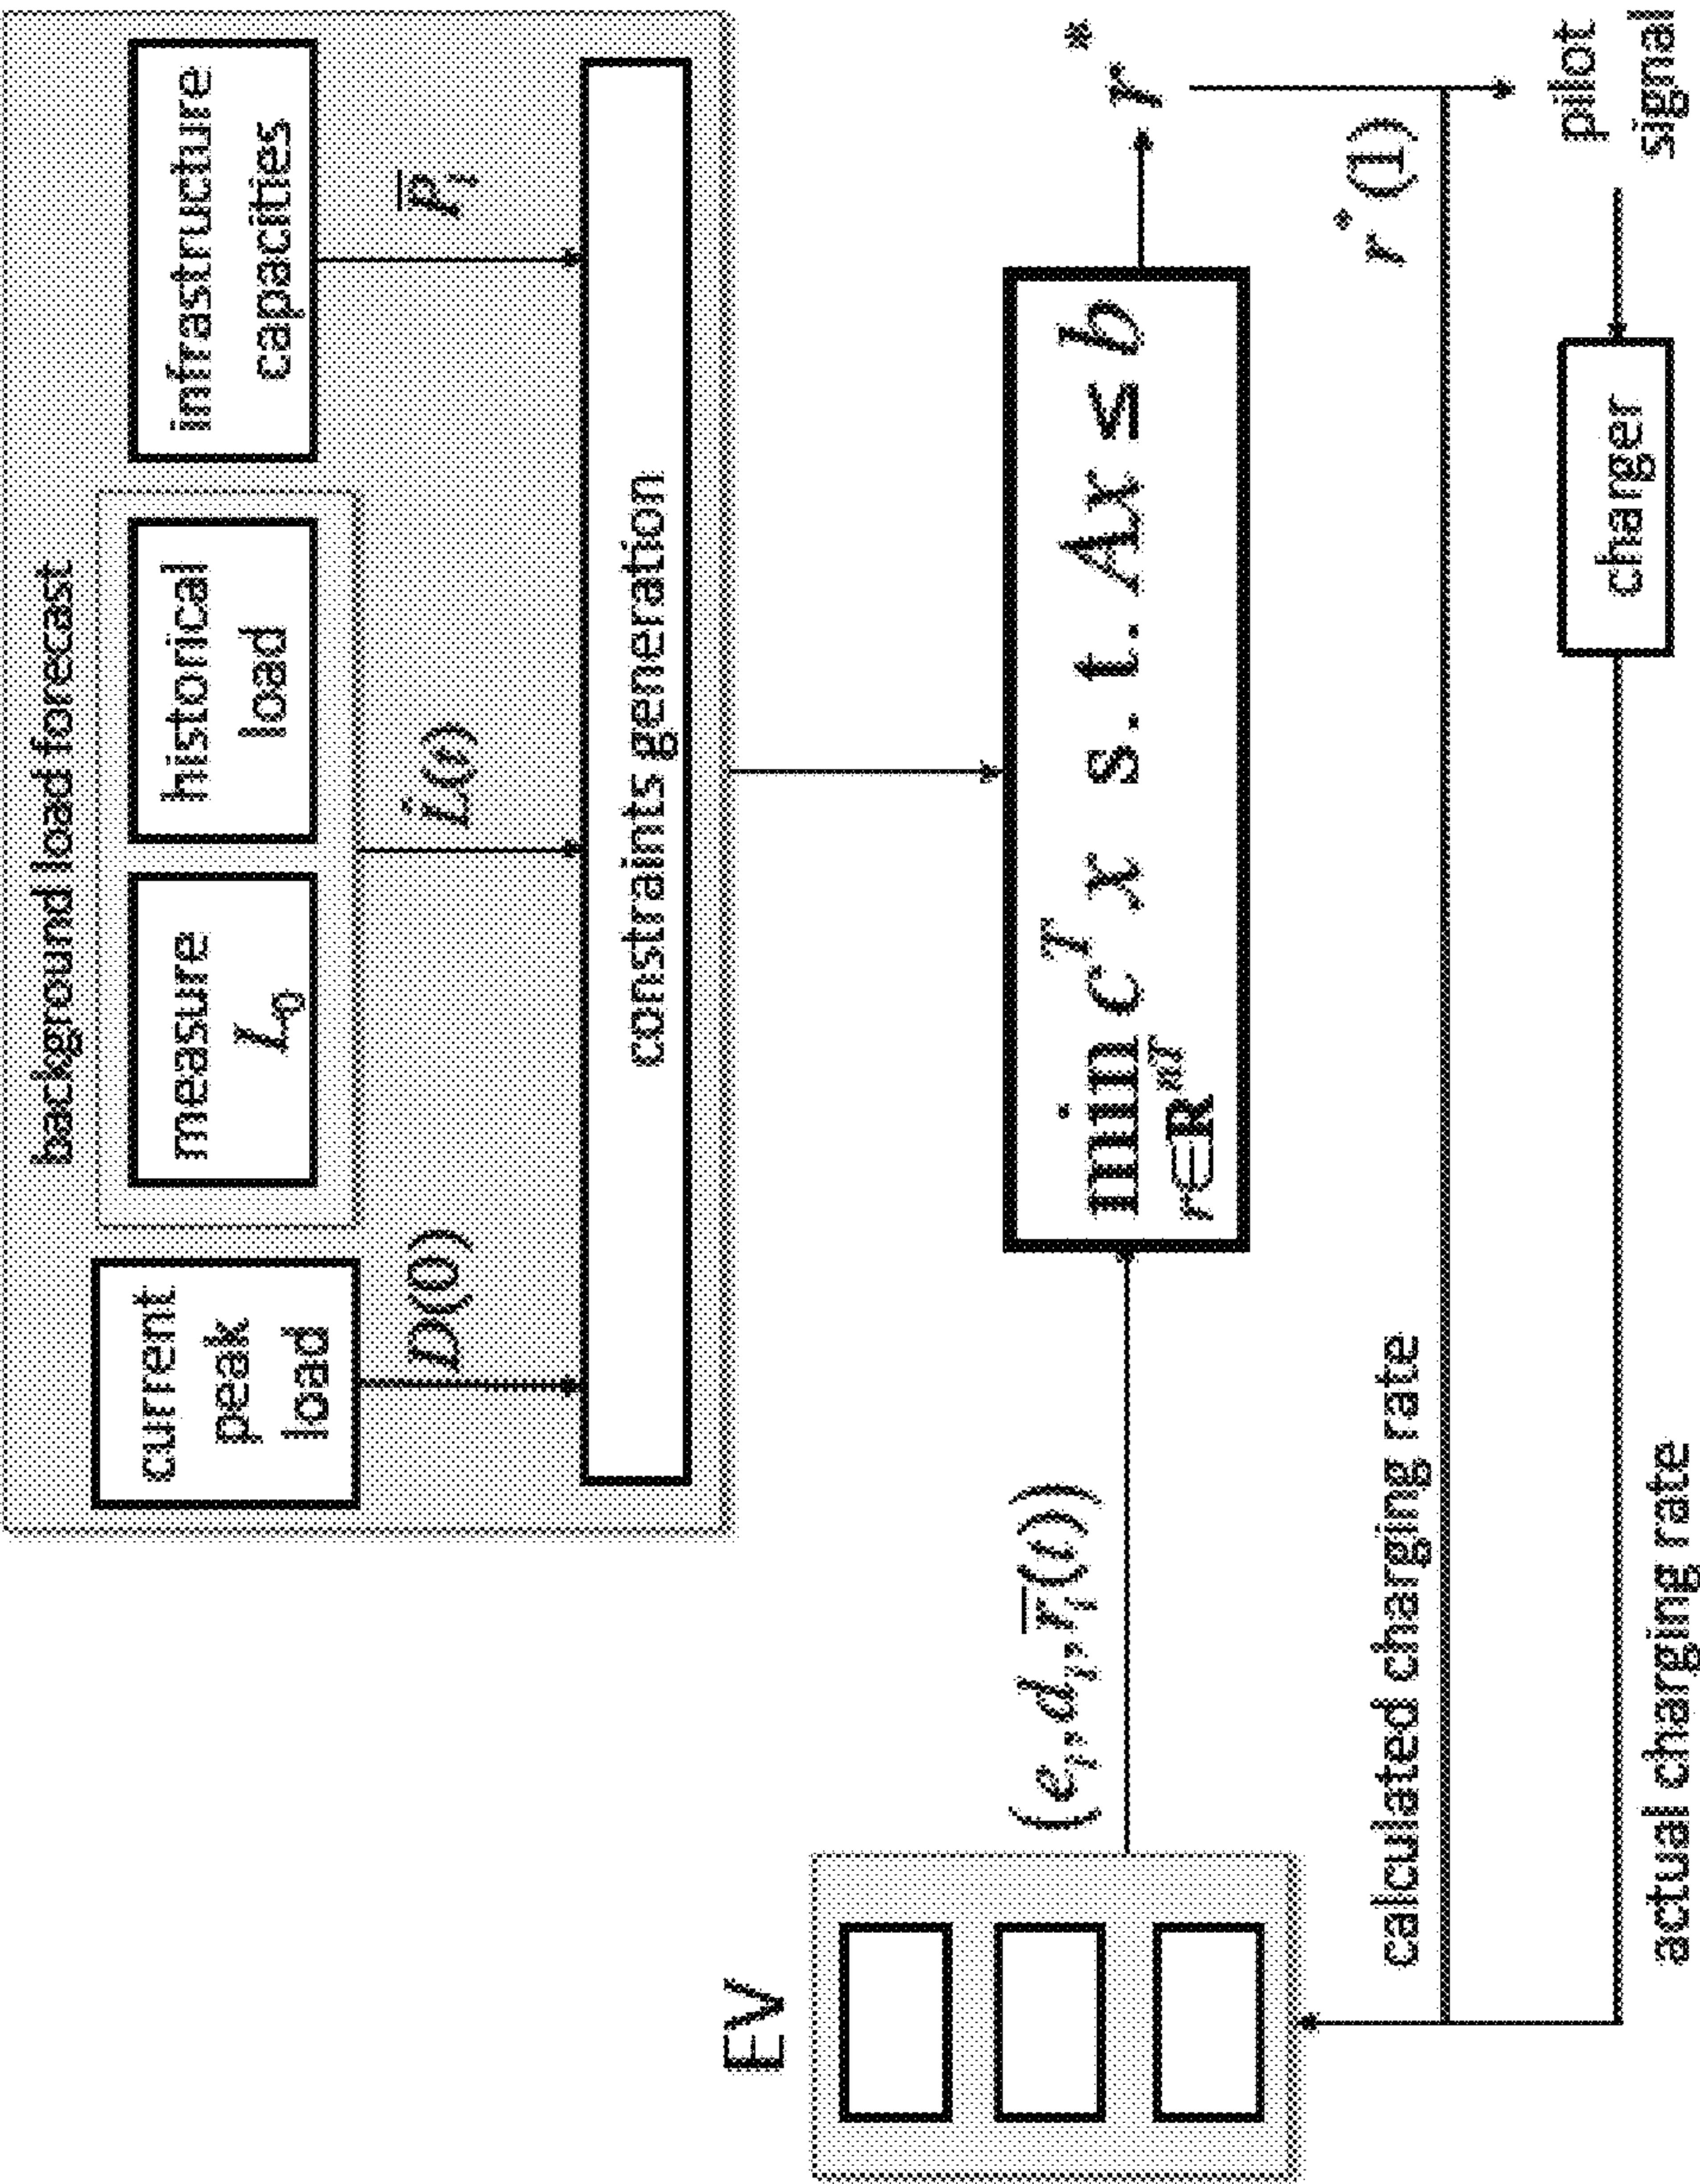 background load forecast
current
peak
load
measure
L₀
historical
load
infrastructure
capacities
D(0)
L̂(t)
P̄ᵢ
constraints generation
EV
(eᵢ, dᵢ, r̄ᵢ(t))
min cᵀx s. t. Ax ≤ b
r∈Rⁿᵀ
r*
r*(1)
calculated charging rate
pilot
signal
charger
actual charging rate